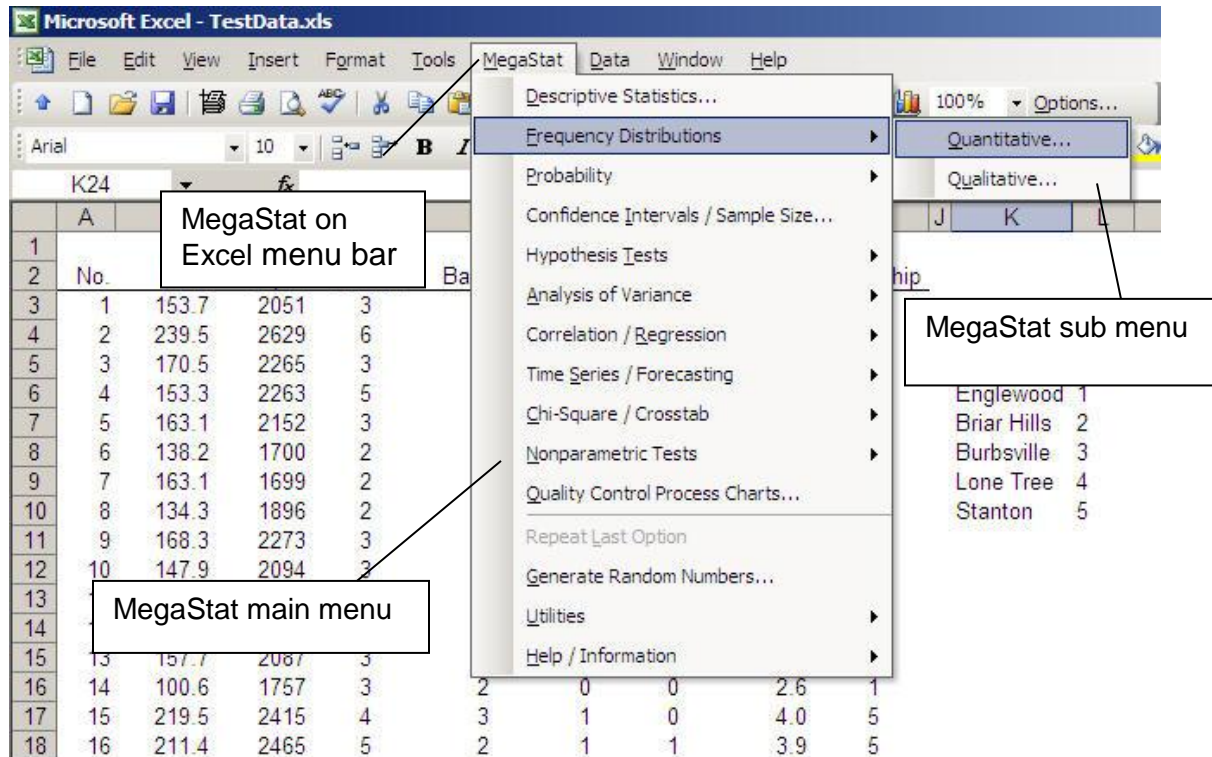 Microsoft Excel - TestData.xls
File Edit View Insert Format Tools MegaStat Data Window Help
100% Options...
Arial 10 B I
K24 fx
MegaStat on
Excel menu bar
Descriptive Statistics...
Frequency Distributions
Probability
Confidence Intervals / Sample Size...
Hypothesis Tests
Analysis of Variance
Correlation / Regression
Time Series / Forecasting
Chi-Square / Crosstab
Nonparametric Tests
Quality Control Process Charts...
Repeat Last Option
Generate Random Numbers...
Utilities
Help / Information
Quantitative...
Qualitative...
MegaStat sub menu
MegaStat main menu
A J K L
1
2 No. Ba hip
3 1 153.7 2051 3
4 2 239.5 2629 6
5 3 170.5 2265 3
6 4 153.3 2263 5 Englewood 1
7 5 163.1 2152 3 Briar Hills 2
8 6 138.2 1700 2 Burbsville 3
9 7 163.1 1699 2 Lone Tree 4
10 8 134.3 1896 2 Stanton 5
11 9 168.3 2273 3
12 10 147.9 2094 3
13
14
15 13 157.7 2087 3
16 14 100.6 1757 3 2 0 0 2.6 1
17 15 219.5 2415 4 3 1 0 4.0 5
18 16 211.4 2465 5 2 1 1 3.9 5